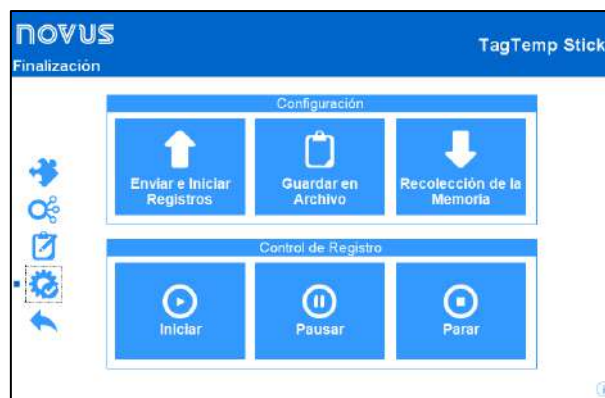 novus
TagTemp Stick
Finalización
Configuración
Enviar e Iniciar
Registros
Guardar en
Archivo
Recolección de la
Memoria
Control de Registro
Iniciar
Pausar
Parar